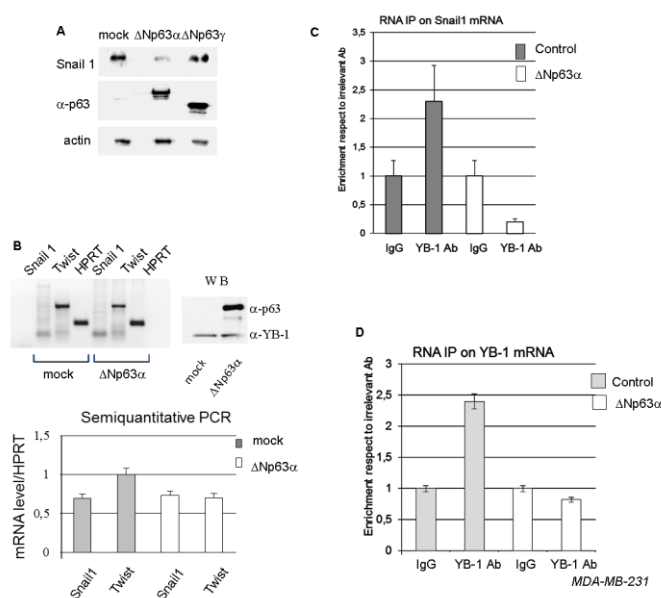 A
mock ΔNp63α ΔNp63γ
Snail 1
α-p63
actin
B
Snail 1
Twist
HPRT
Snail 1
Twist
HPRT
mock
ΔNp63α
W B
α-p63
α-YB-1
mock
ΔNp63α
Semiquantitative PCR
mRNA level/HPRT
1,5
1
0,5
0
Snail1
Twist
Snail1
Twist
mock
ΔNp63α
C
RNA IP on Snail1 mRNA
Enrichment respect to irrelevant Ab
3,5
3
2,5
2
1,5
1
0,5
0
IgG YB-1 Ab IgG YB-1 Ab
Control
ΔNp63α
D
RNA IP on YB-1 mRNA
Enrichment respect to irrelevant Ab
3
2,5
2
1,5
1
0,5
0
IgG YB-1 Ab IgG YB-1 Ab
Control
ΔNp63α
MDA-MB-231